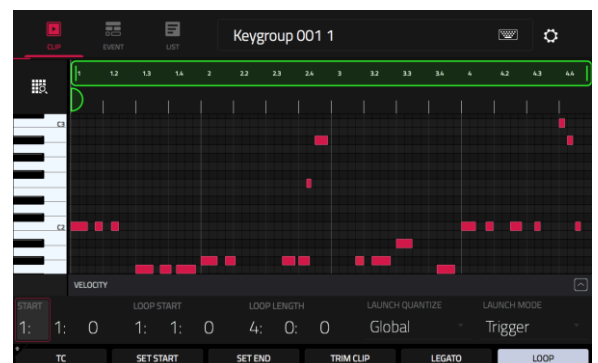 CLIP EVENT LIST Keygroup 001 1
1 1.2 1.3 1.4 2 2.2 2.3 2.4 3 3.2 3.3 3.4 4 4.2 4.3 4.4
C3
C2
VELOCITY
START LOOP START LOOP LENGTH LAUNCH QUANTIZE LAUNCH MODE
1: 1: 0 1: 1: 0 4: 0: 0 Global Trigger
TC SET START SET END TRIM CLIP LEGATO LOOP